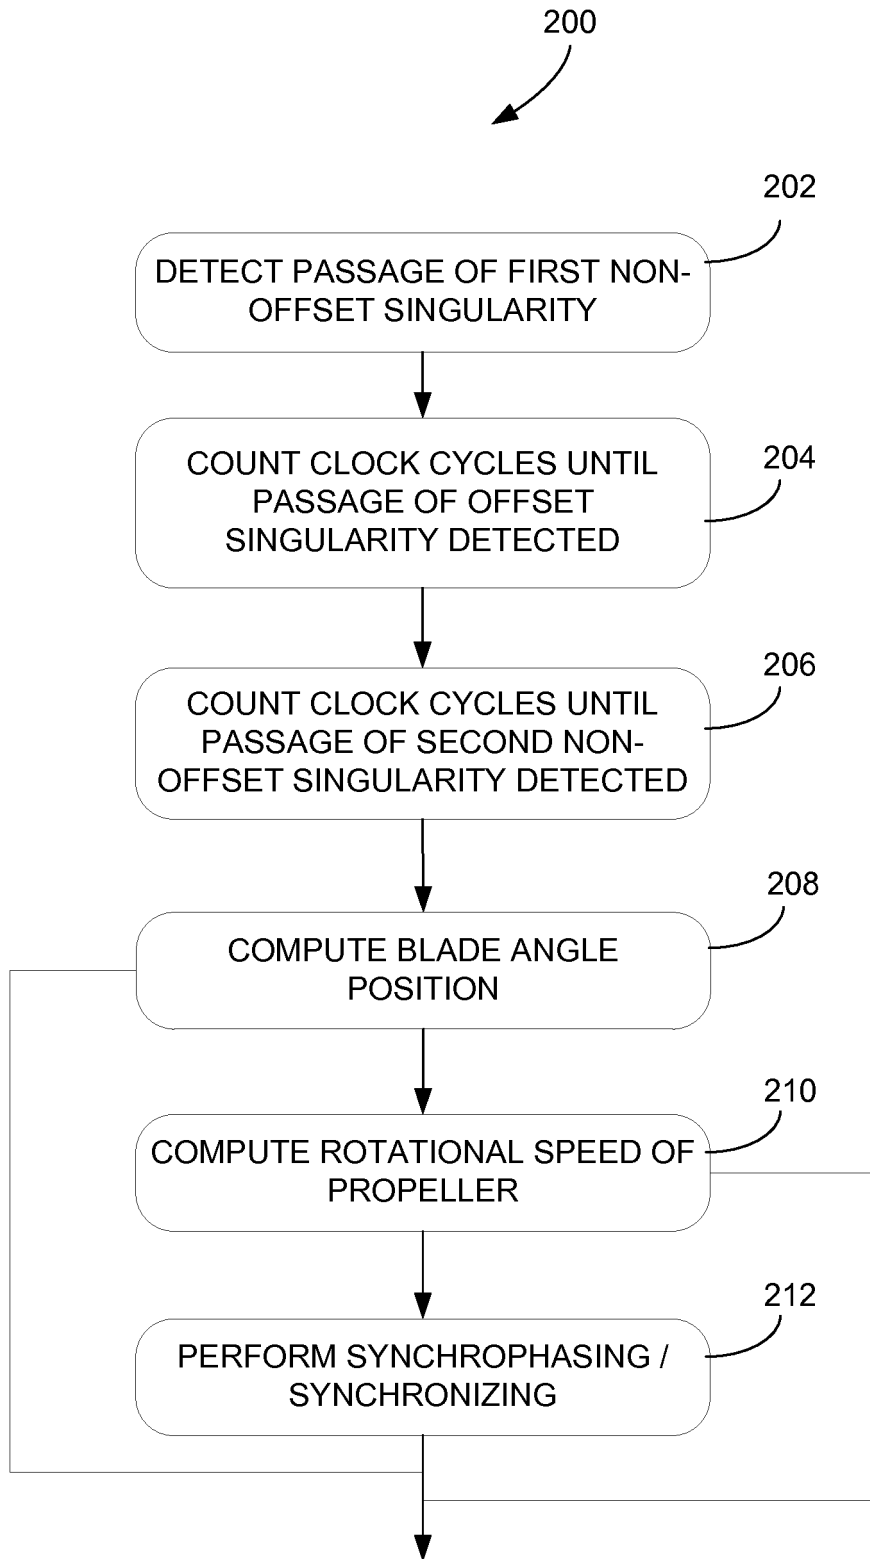 200
202
DETECT PASSAGE OF FIRST NON-
OFFSET SINGULARITY
204
COUNT CLOCK CYCLES UNTIL
PASSAGE OF OFFSET
SINGULARITY DETECTED
206
COUNT CLOCK CYCLES UNTIL
PASSAGE OF SECOND NON-
OFFSET SINGULARITY DETECTED
208
COMPUTE BLADE ANGLE
POSITION
210
COMPUTE ROTATIONAL SPEED OF
PROPELLER
212
PERFORM SYNCHROPHASING /
SYNCHRONIZING